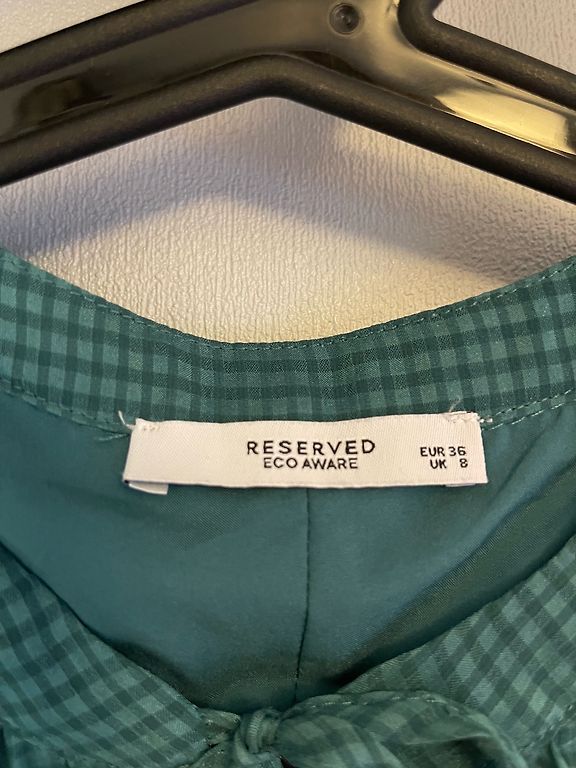 RESERVED
ECO AWARE
EUR 36
UK 8